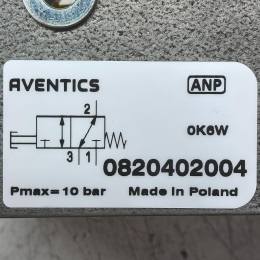 AVENTICS ANP
0K6W
2
3 1
0820402004
Pmax=10 bar Made in Poland